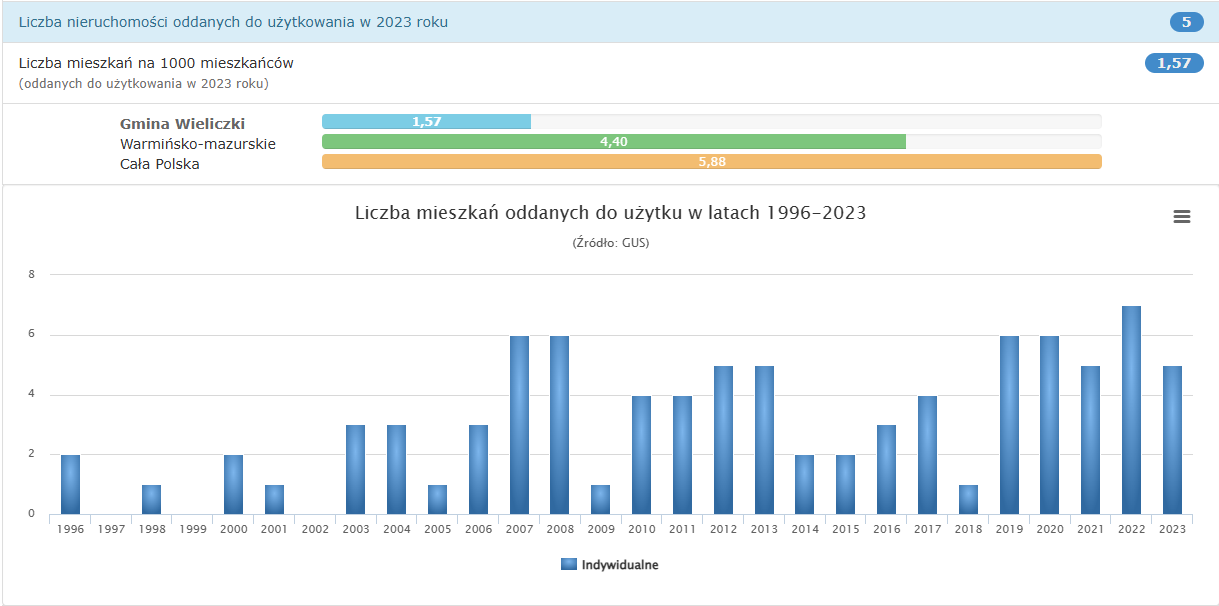 Liczba nieruchomości oddanych do użytkowania w 2023 roku 5
Liczba mieszkań na 1000 mieszkańców 1,57
(oddanych do użytkowania w 2023 roku)
Gmina Wieliczki 1,57
Warmińsko-mazurskie 4,40
Cała Polska 5,88
Liczba mieszkań oddanych do użytku w latach 1996-2023
(Źródło: GUS)
8
6
4
2
0
1996 1997 1998 1999 2000 2001 2002 2003 2004 2005 2006 2007 2008 2009 2010 2011 2012 2013 2014 2015 2016 2017 2018 2019 2020 2021 2022 2023
Indywidualne